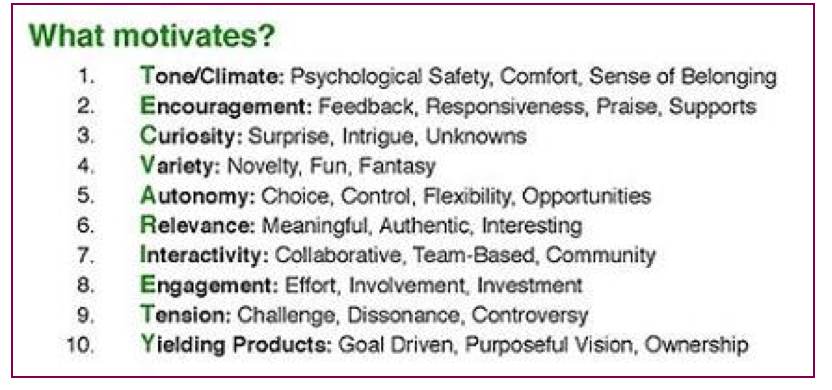 What motivates?
1. Tone/Climate: Psychological Safety, Comfort, Sense of Belonging
2. Encouragement: Feedback, Responsiveness, Praise, Supports
3. Curiosity: Surprise, Intrigue, Unknowns
4. Variety: Novelty, Fun, Fantasy
5. Autonomy: Choice, Control, Flexibility, Opportunities
6. Relevance: Meaningful, Authentic, Interesting
7. Interactivity: Collaborative, Team-Based, Community
8. Engagement: Effort, Involvement, Investment
9. Tension: Challenge, Dissonance, Controversy
10. Yielding Products: Goal Driven, Purposeful Vision, Ownership